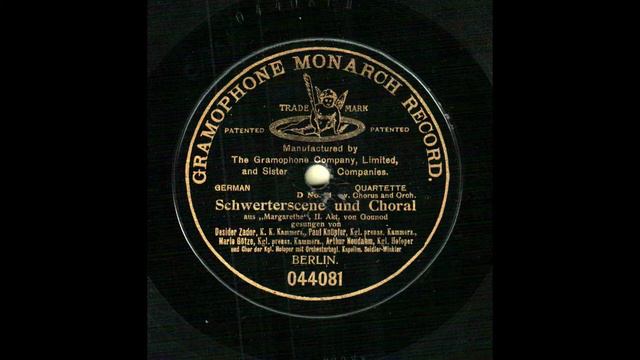 044081
GRAMOPHONE MONARCH RECORD.
TRADE MARK
PATENTED PATENTED
Manufactured by
The Gramophone Company, Limited,
and Sister Companies.
GERMAN QUARTETTE
D No. w. Chorus and Orch.
Schwerterscene und Choral
aus „Margarethe", II. Akt, von Gounod
gesungen von
Desider Zador, K. K. Kammers., Paul Knüpfer, Kgl. preuss. Kammers.,
Marie Götze, Kgl. preuss. Kammers., Arthur Neudahm, Kgl. Hofoper
und Chor der Kgl. Hofoper mit Orchesterbegl. Kapellm. Seidler-Winkler
BERLIN.
044081